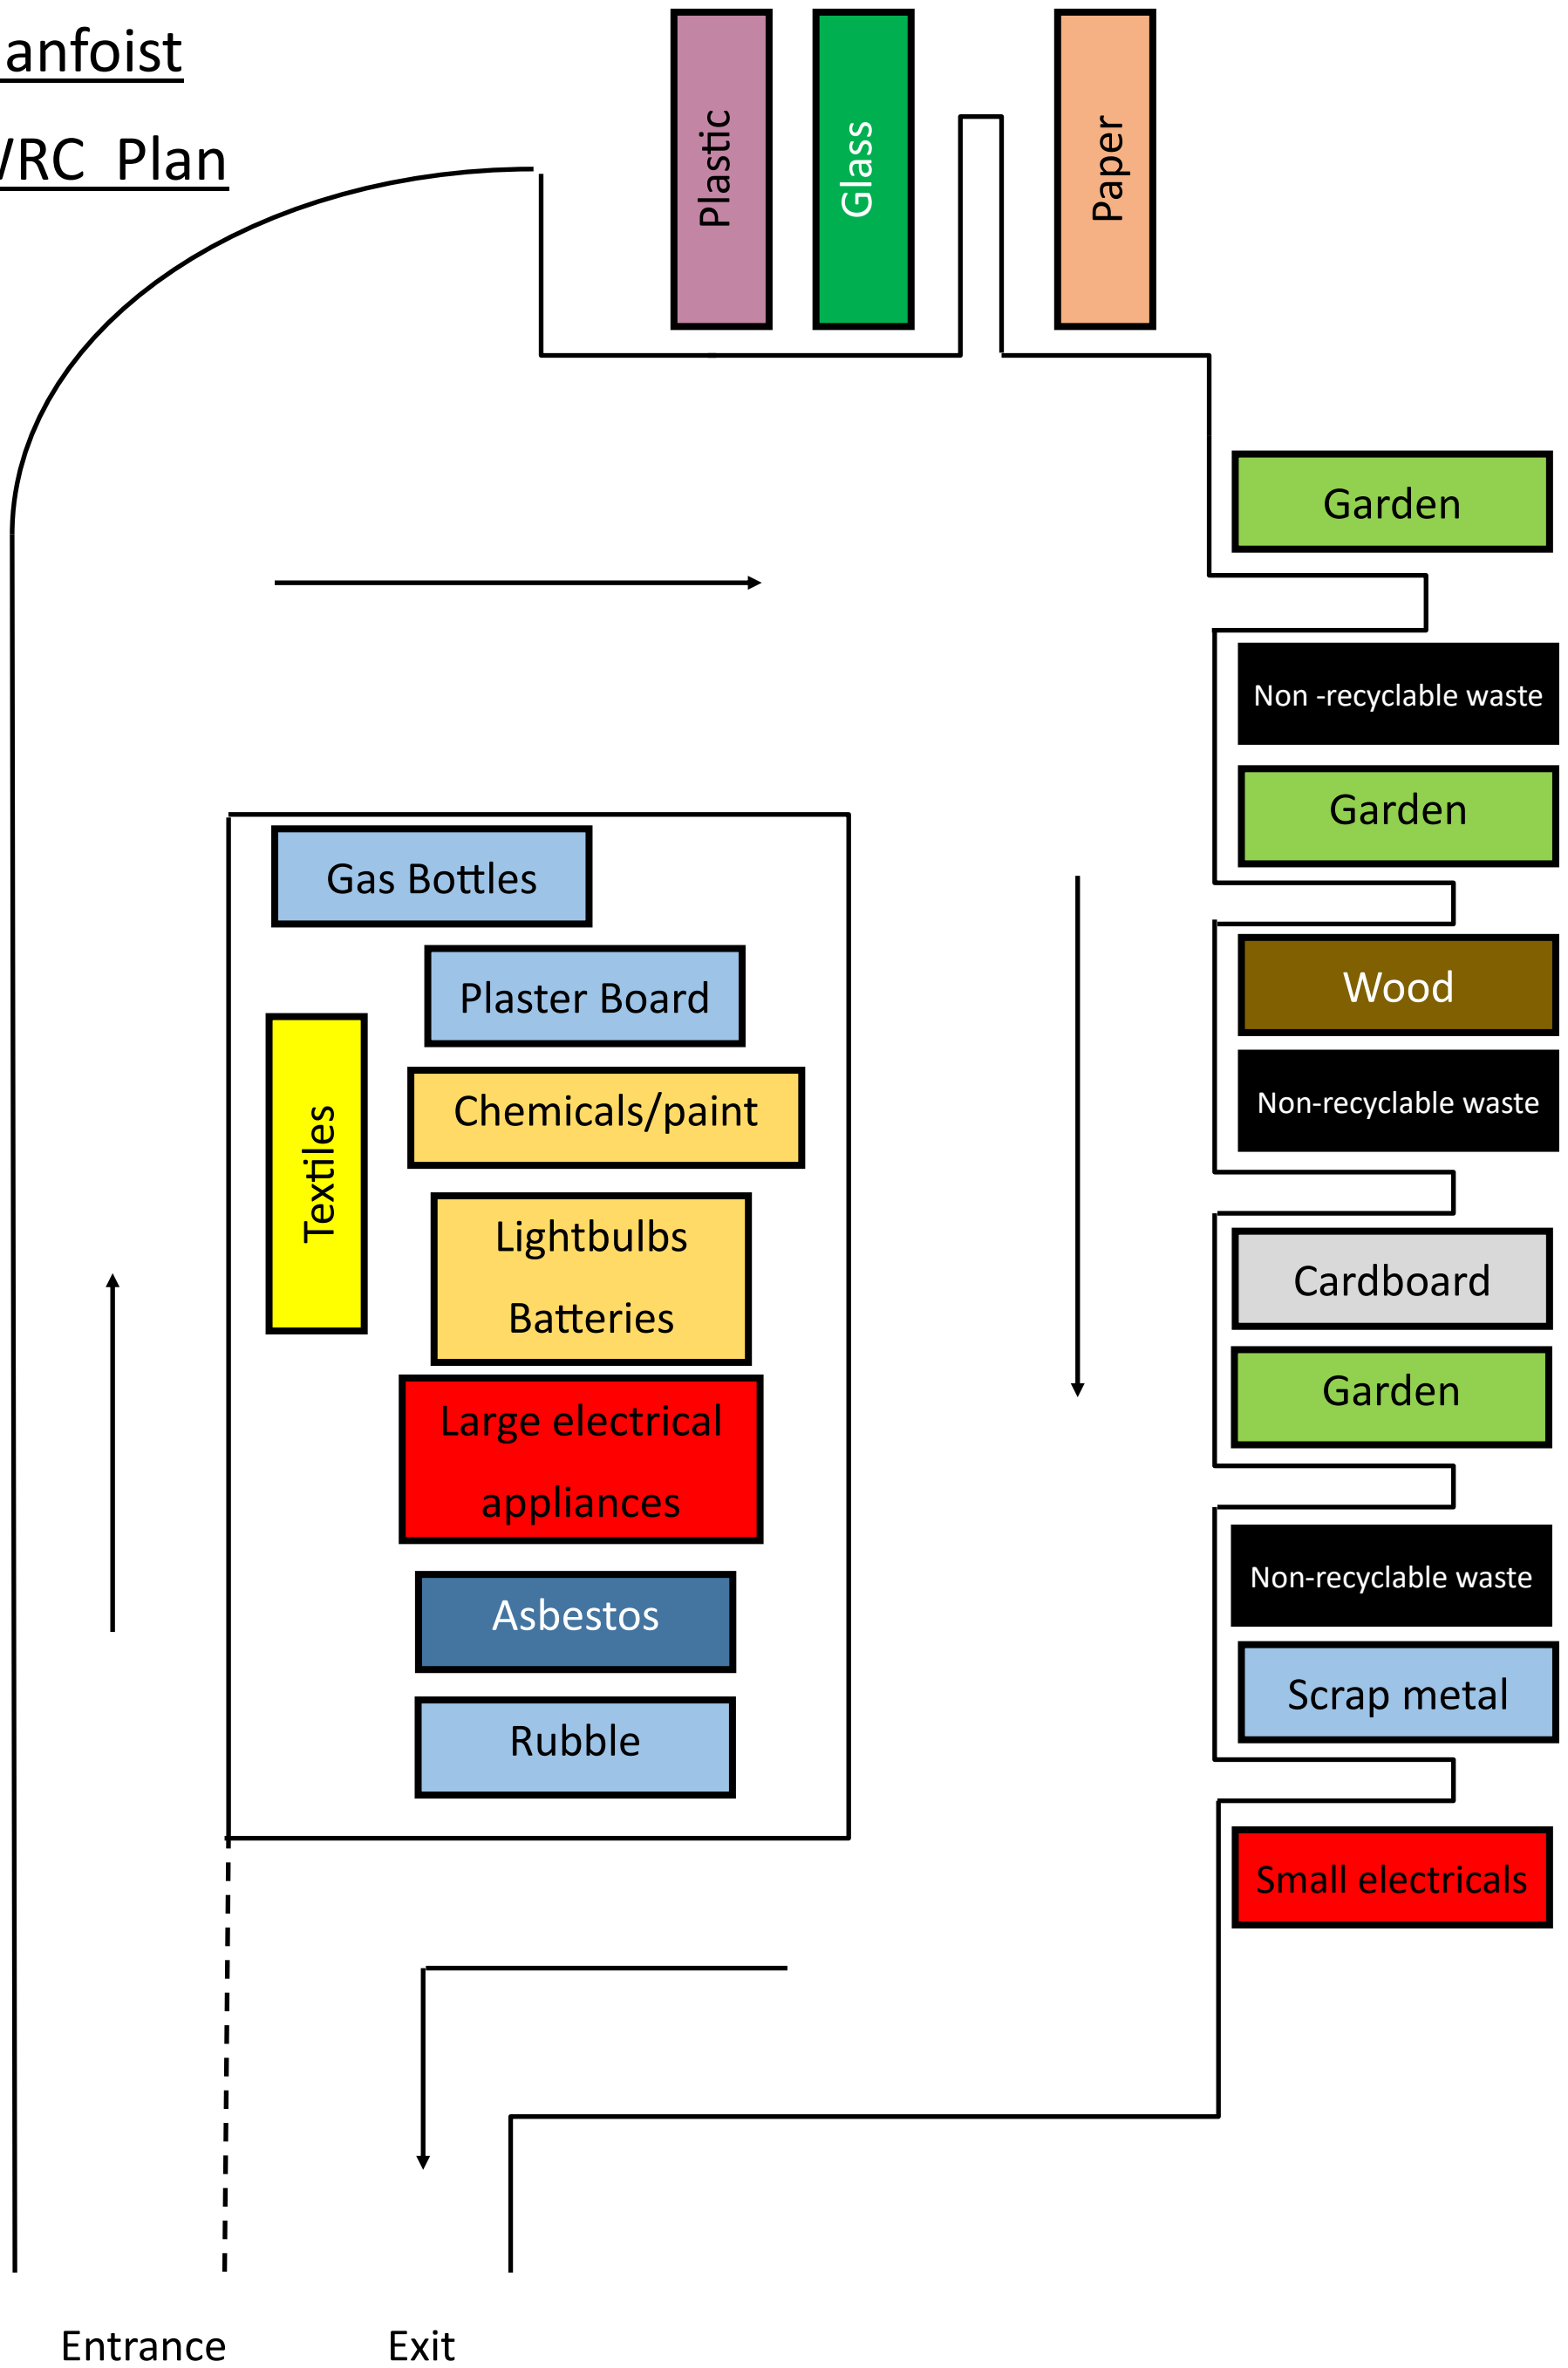 anfoist
VRC Plan
Plastic
Glass
Paper
Garden
Non -recyclable waste
Garden
Gas Bottles
Wood
Plaster Board
Textiles
Chemicals/paint
Non-recyclable waste
Lightbulbs
Batteries
Cardboard
Garden
Large electrical
appliances
Non-recyclable waste
Asbestos
Scrap metal
Rubble
Small electricals
Entrance
Exit